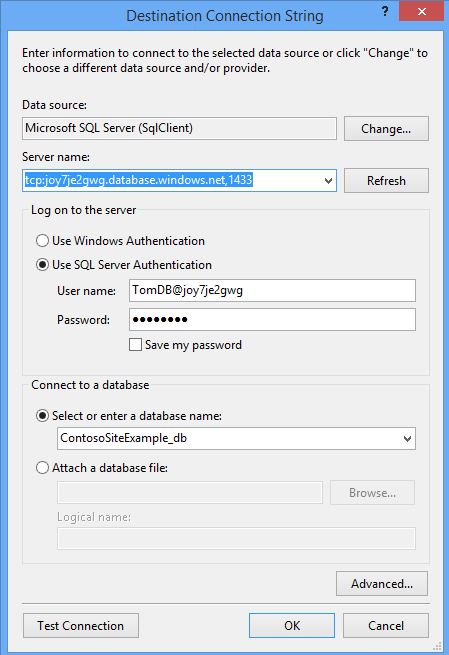 Destination Connection String
?
Enter information to connect to the selected data source or click "Change" to
choose a different data source and/or provider.
Data source:
Microsoft SQL Server (SqlClient)
Change...
Server name:
tcp:joy7je2gwg.database.windows.net,1433
Refresh
Log on to the server
Use Windows Authentication
Use SQL Server Authentication
User name:
TomDB@joy7je2gwg
Password:
●●●●●●●●
Save my password
Connect to a database
Select or enter a database name:
ContosoSiteExample_db
Attach a database file:
Browse...
Logical name:
Advanced...
Test Connection
OK
Cancel